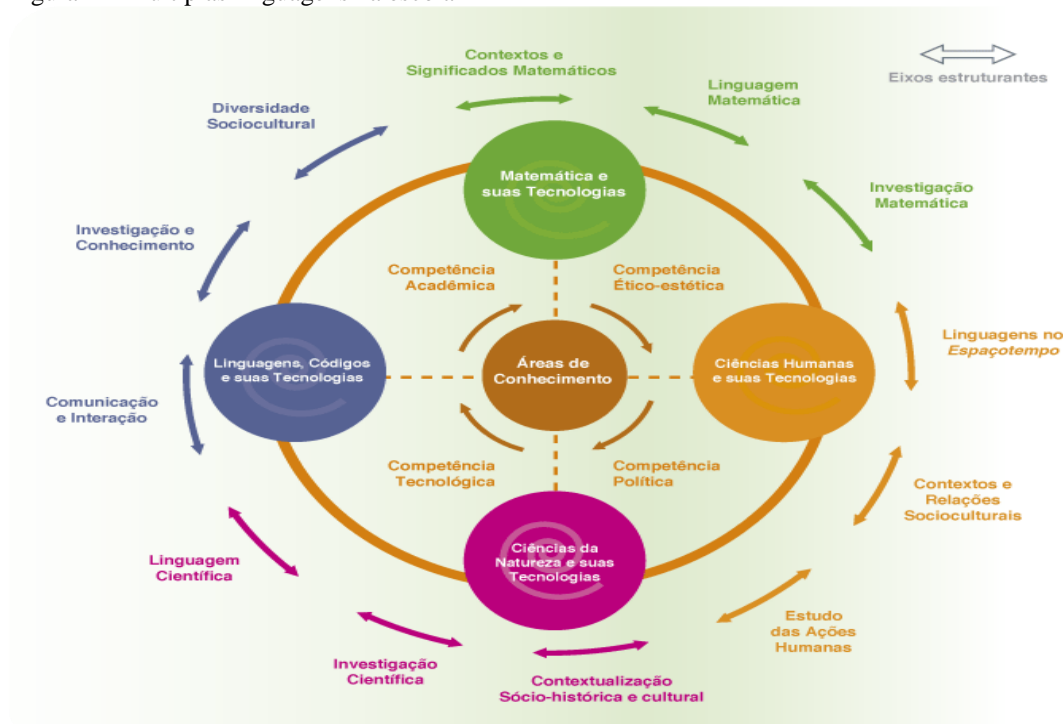 Contextos e
Significados Matemáticos
Eixos estruturantes
Linguagem
Matemática
Diversidade
Sociocultural
Matemática e
suas Tecnologias
Investigação
Matemática
Investigação e
Conhecimento
Competência
Acadêmica
Competência
Ético-estética
Linguagens no
Espaçotempo
Linguagens, Códigos
e suas Tecnologias
Áreas de
Conhecimento
Ciências Humanas
e suas Tecnologias
Comunicação
e Interação
Competência
Tecnológica
Competência
Política
Contextos e
Relações
Socioculturais
Linguagem
Científica
Ciências da
Natureza e suas
Tecnologias
Estudo
das Ações
Humanas
Investigação
Científica
Contextualização
Sócio-histórica e cultural